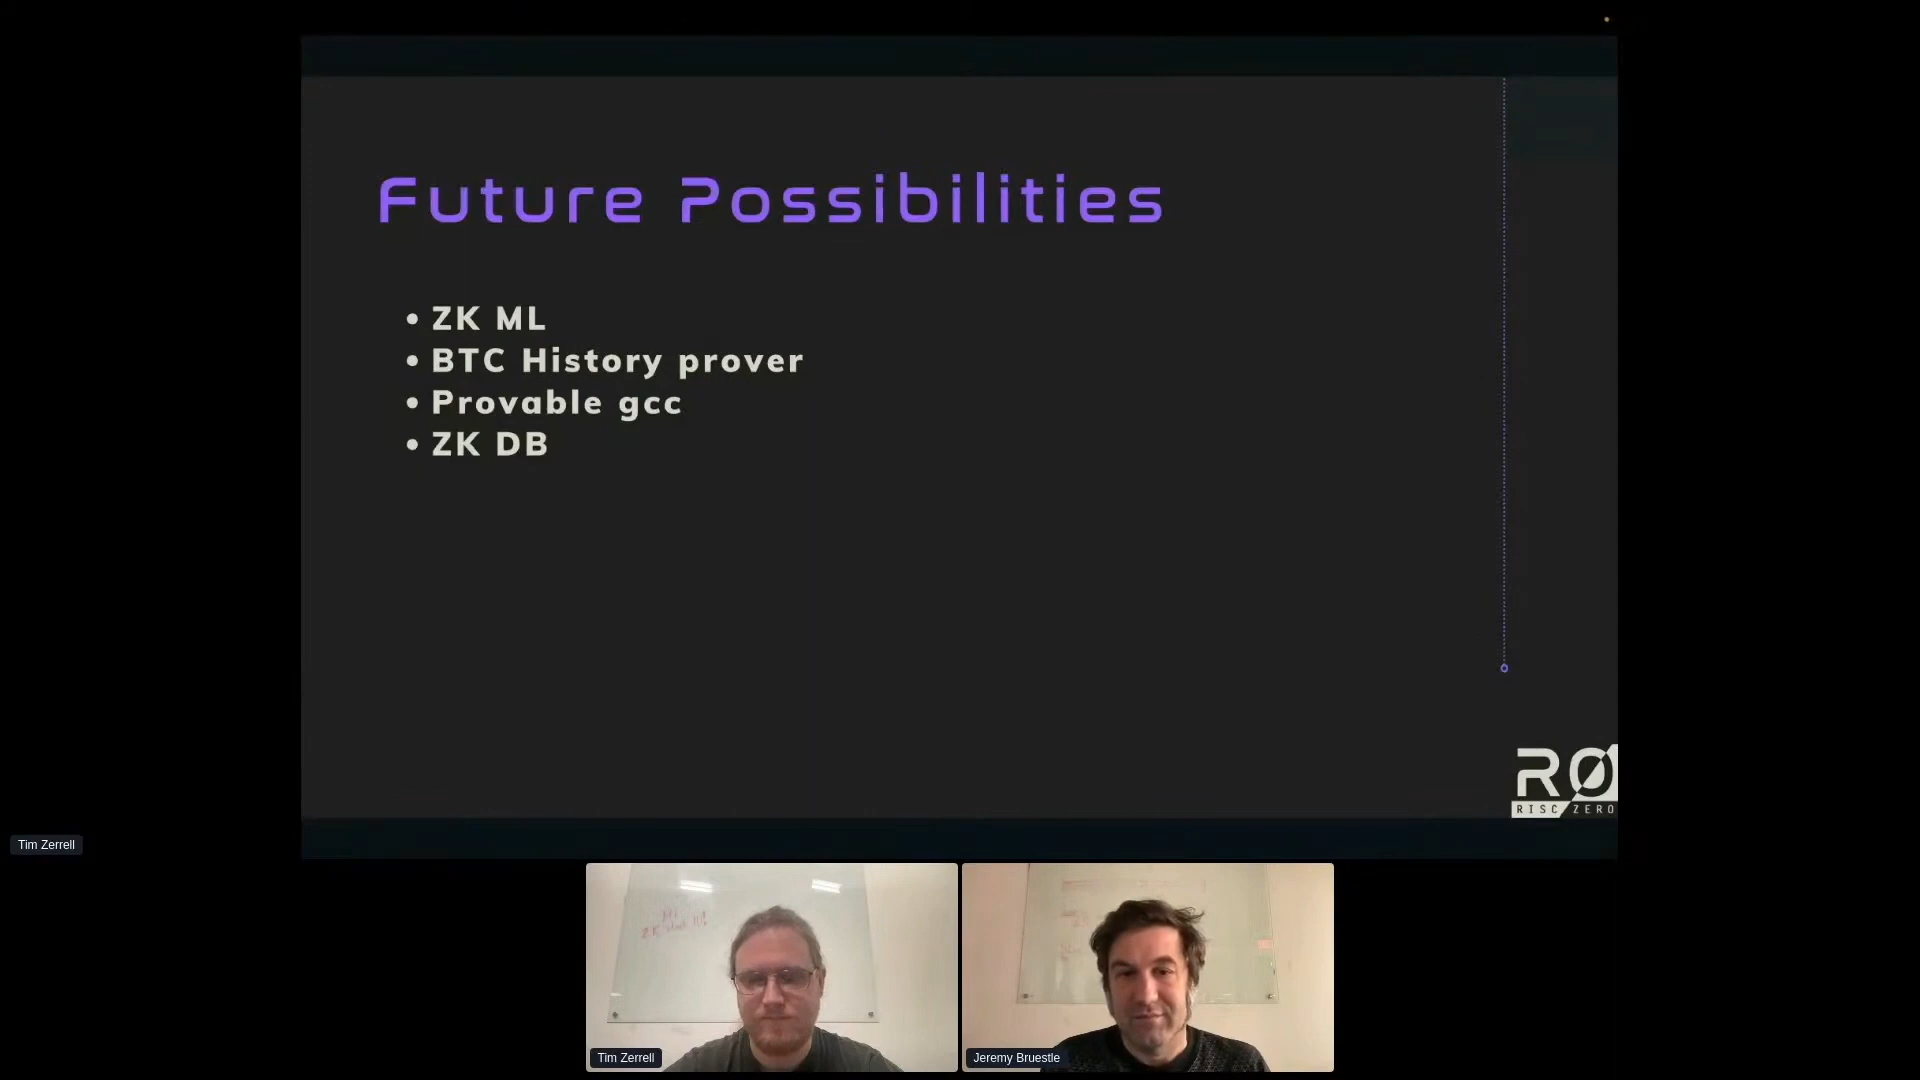 Future Possibilities
• ZK ML
• BTC History prover
• Provable gcc
• ZK DB
RØ
RISC ZERO
Tim Zerrell
Tim Zerrell
Jeremy Bruestle